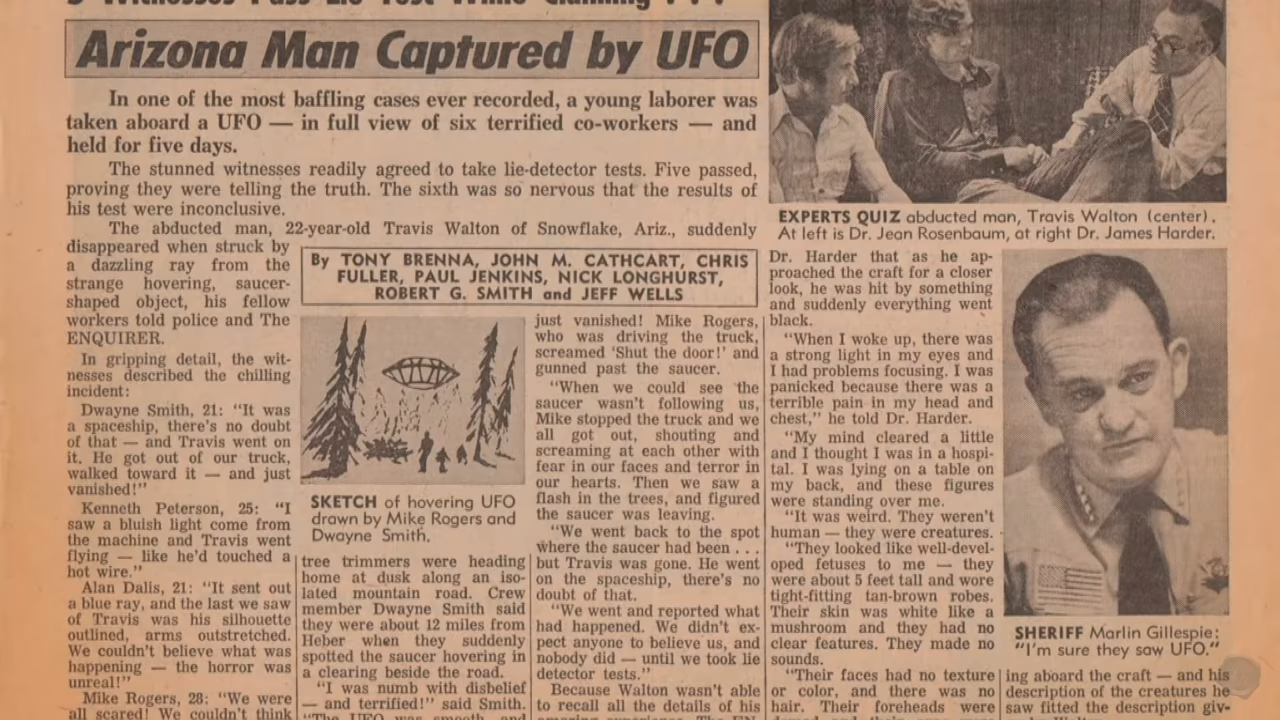 5 Witnesses Pass Lie Test While Claiming . . .
Arizona Man Captured by UFO
In one of the most baffling cases ever recorded, a young laborer was
taken aboard a UFO — in full view of six terrified co-workers — and
held for five days.
The stunned witnesses readily agreed to take lie-detector tests. Five passed,
proving they were telling the truth. The sixth was so nervous that the results of
his test were inconclusive.
The abducted man, 22-year-old Travis Walton of Snowflake, Ariz., suddenly
disappeared when struck by
a dazzling ray from the
strange hovering, saucer-
shaped object, his fellow
workers told police and The
ENQUIRER.
In gripping detail, the wit-
nesses described the chilling
incident:
Dwayne Smith, 21: “It was
a spaceship, there’s no doubt
of that — and Travis went on
it. He got out of our truck,
walked toward it — and just
vanished!”
Kenneth Peterson, 25: “I
saw a bluish light come from
the machine and Travis went
flying — like he’d touched a
hot wire.”
Alan Dalis, 21: “It sent out
a blue ray, and the last we saw
of Travis was his silhouette
outlined, arms outstretched.
We couldn’t believe what was
happening — the horror was
unreal!”
Mike Rogers, 28: “We were
all scared! We couldn’t think
By TONY BRENNA, JOHN M. CATHCART, CHRIS
FULLER, PAUL JENKINS, NICK LONGHURST,
ROBERT G. SMITH and JEFF WELLS
SKETCH of hovering UFO
drawn by Mike Rogers and
Dwayne Smith.
tree trimmers were heading
home at dusk along an iso-
lated mountain road. Crew
member Dwayne Smith said
they were about 12 miles from
Heber when they suddenly
spotted the saucer hovering in
a clearing beside the road.
“I was numb with disbelief
— and terrified!” said Smith.
“The UFO was smooth, and
just vanished! Mike Rogers,
who was driving the truck,
screamed ‘Shut the door!’ and
gunned past the saucer.
“When we could see the
saucer wasn’t following us,
Mike stopped the truck and we
all got out, shouting and
screaming at each other with
fear in our faces and terror in
our hearts. Then we saw a
flash in the trees, and figured
the saucer was leaving.
“We went back to the spot
where the saucer had been . . .
but Travis was gone. He went
on the spaceship, there’s no
doubt of that.
“We went and reported what
had happened. We didn’t ex-
pect anyone to believe us, and
nobody did — until we took lie
detector tests.”
Because Walton wasn’t able
to recall all the details of his
EXPERTS QUIZ abducted man, Travis Walton (center).
At left is Dr. Jean Rosenbaum, at right Dr. James Harder.
Dr. Harder that as he ap-
proached the craft for a closer
look, he was hit by something
and suddenly everything went
black.
“When I woke up, there was
a strong light in my eyes and
I had problems focusing. I was
panicked because there was a
terrible pain in my head and
chest,” he told Dr. Harder.
“My mind cleared a little
and I thought I was in a hospi-
tal. I was lying on a table on
my back, and these figures
were standing over me.
“It was weird. They weren’t
human — they were creatures.
“They looked like well-devel-
oped fetuses to me — they
were about 5 feet tall and wore
tight-fitting tan-brown robes.
Their skin was white like a
mushroom and they had no
clear features. They made no
sounds.
“Their faces had no texture
or color, and there was no
hair. Their foreheads were
SHERIFF Marlin Gillespie:
“I’m sure they saw UFO.”
ing aboard the craft — and his
description of the creatures he
saw fitted the description giv-